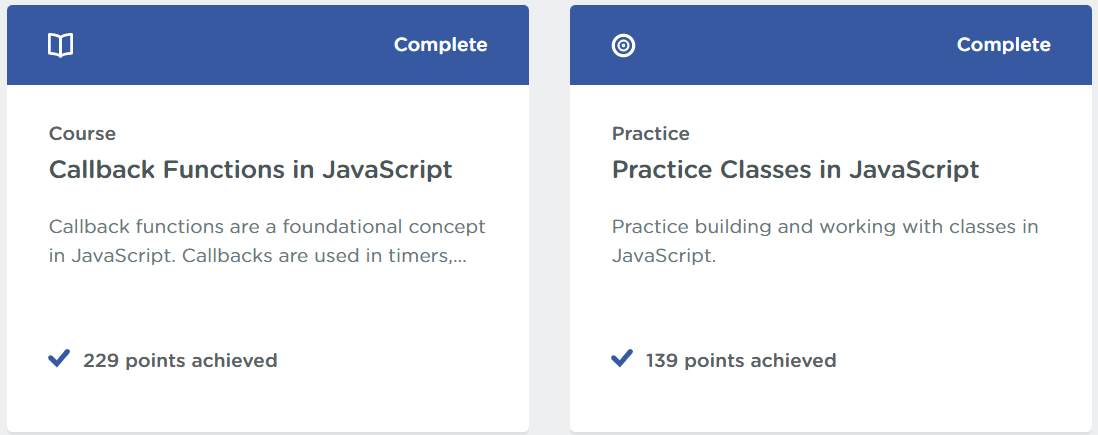 Complete
Course
Callback Functions in JavaScript
Callback functions are a foundational concept
in JavaScript. Callbacks are used in timers,...
229 points achieved
Complete
Practice
Practice Classes in JavaScript
Practice building and working with classes in
JavaScript.
139 points achieved